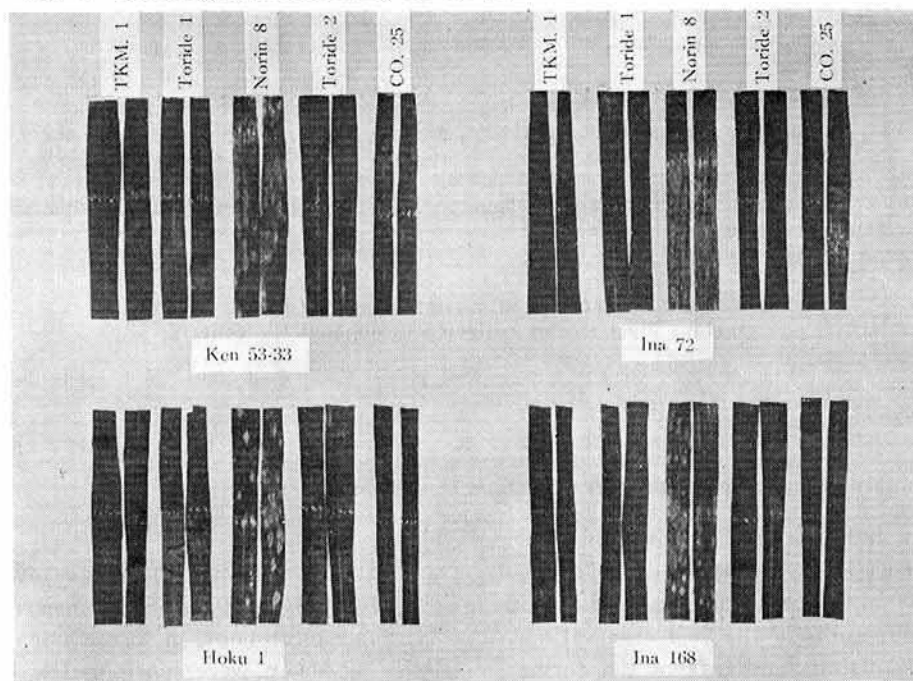 TKM. 1
Toride 1
Norin 8
Toride 2
CO. 25
TKM. 1
Toride 1
Norin 8
Toride 2
CO. 25
Ken 53-33
Ina 72
Hoku 1
Ina 168